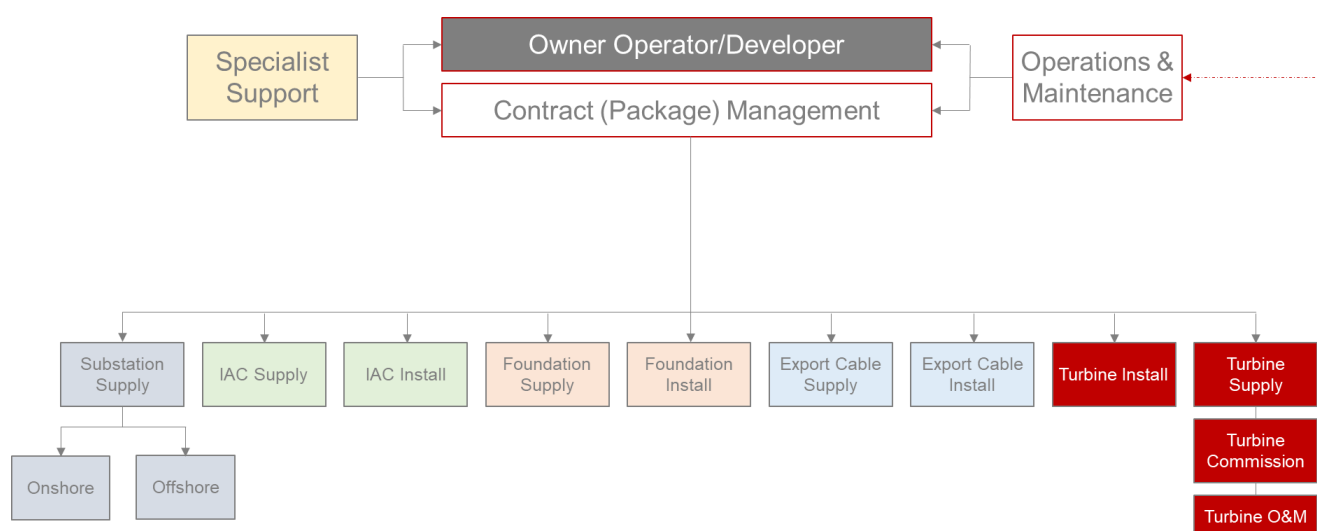 Owner Operator/Developer
Specialist
Support
Operations &
Maintenance
Contract (Package) Management
Substation
Supply
IAC Supply
IAC Install
Foundation
Supply
Foundation
Install
Export Cable
Supply
Export Cable
Install
Turbine Install
Turbine
Supply
Turbine
Commission
Onshore
Offshore
Turbine O&M